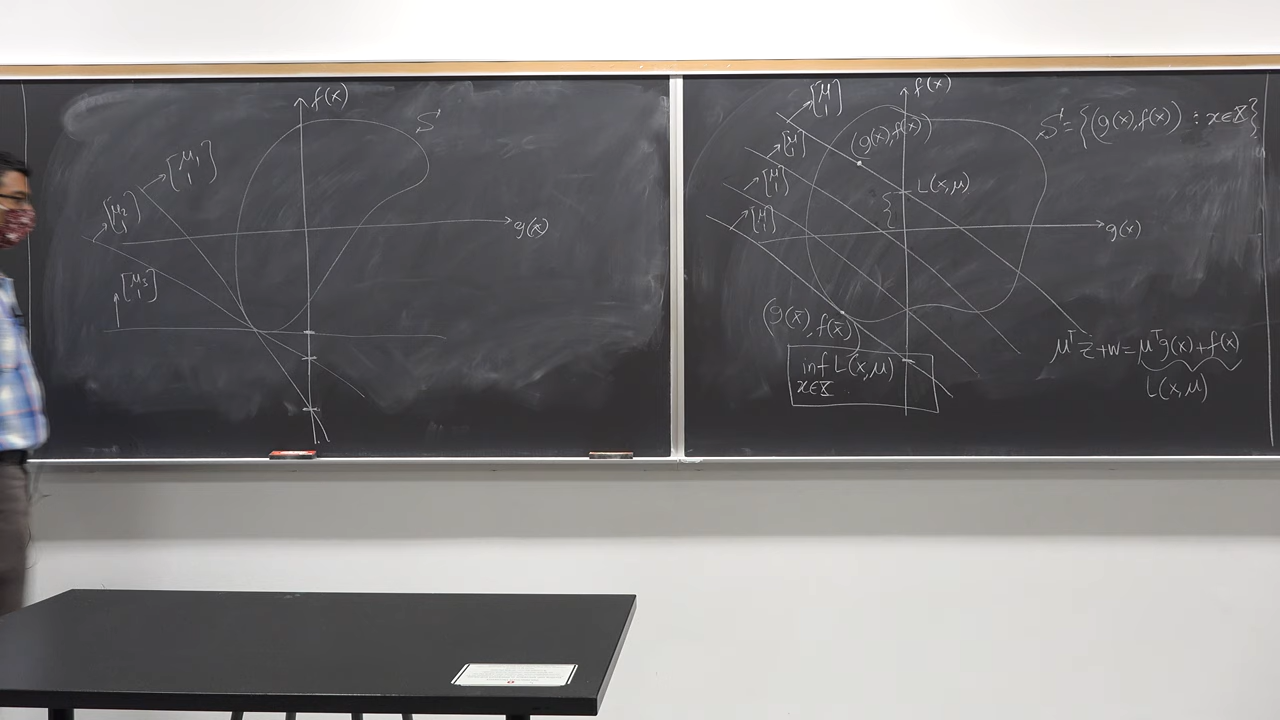 f(x)
S
[μ₁ 1]
[μ₂ 1]
g(x)
[μ₃ 1]
[μ 1]
f(x)
S = {(g(x), f(x)) : x ∈ X}
(g(x), f(x))
[μ 1]
[μ 1]
L(x, μ)
[μ 1]
g(x)
(g(x̄), f(x̄))
μᵀz + w = μᵀg(x) + f(x)
L(x, μ)
inf L(x, μ)
x∈X